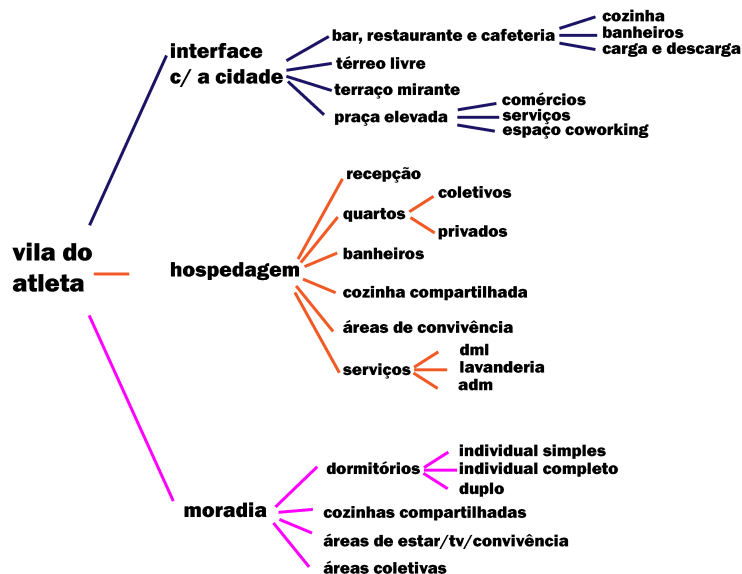 vila do
atleta
interface
c/ a cidade
bar, restaurante e cafeteria
cozinha
banheiros
carga e descarga
térreo livre
terraço mirante
praça elevada
comércios
serviços
espaço coworking
hospedagem
recepção
quartos
coletivos
privados
banheiros
cozinha compartilhada
áreas de convivência
serviços
dml
lavanderia
adm
moradia
dormitórios
individual simples
individual completo
duplo
cozinhas compartilhadas
áreas de estar/tv/convivência
áreas coletivas